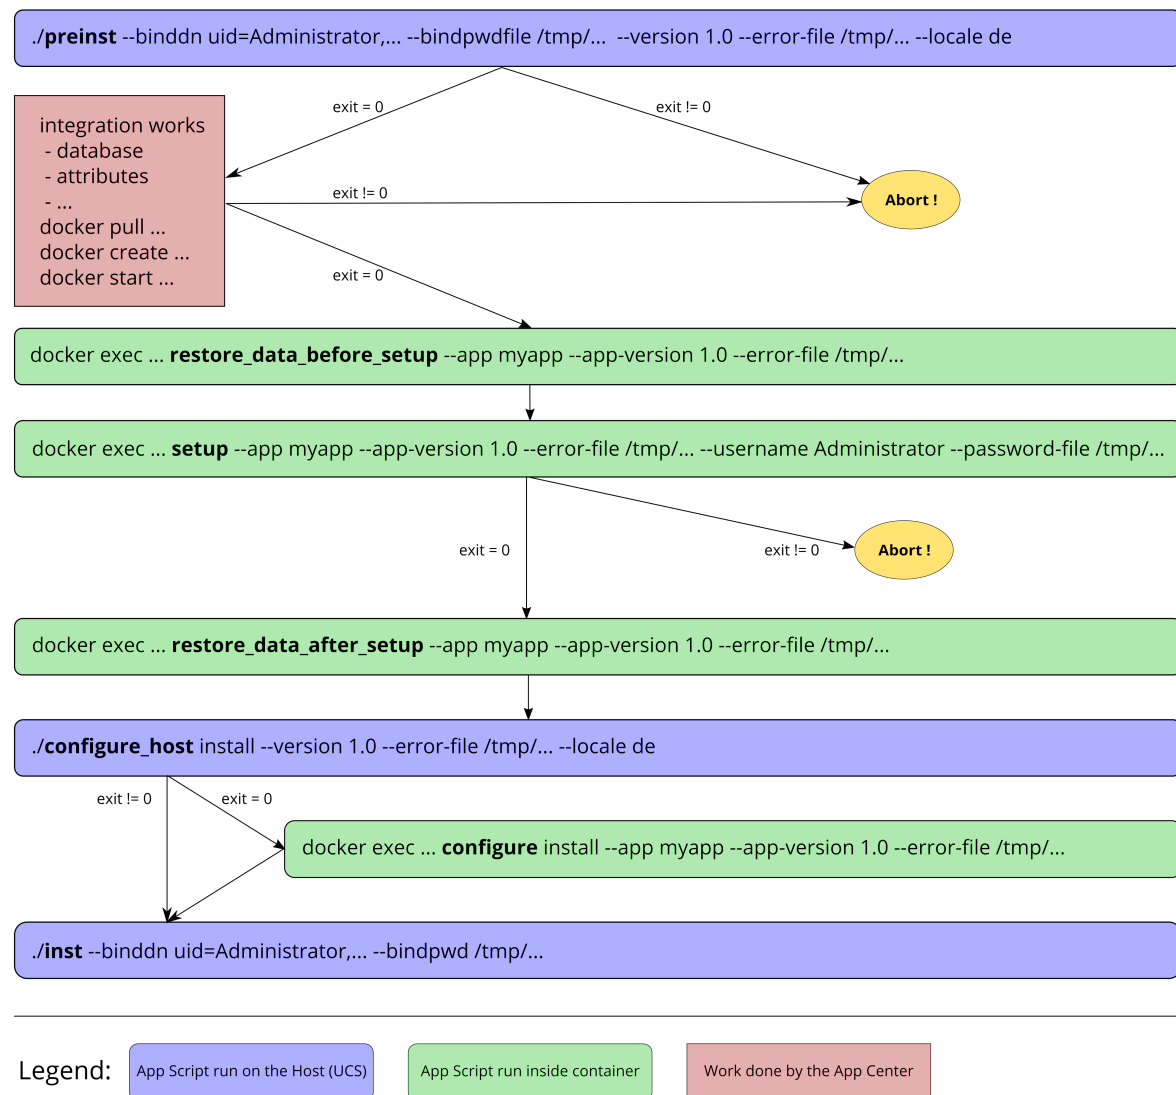 ./preinst --binddn uid=Administrator,... --bindpwdfile /tmp/...  --version 1.0 --error-file /tmp/... --locale de
exit = 0
exit != 0
integration works
- database
- attributes
- ...
docker pull ...
docker create ...
docker start ...
exit != 0
Abort !
exit = 0
docker exec ... restore_data_before_setup --app myapp --app-version 1.0 --error-file /tmp/...
docker exec ... setup --app myapp --app-version 1.0 --error-file /tmp/... --username Administrator --password-file /tmp/...
exit = 0
exit != 0
Abort !
docker exec ... restore_data_after_setup --app myapp --app-version 1.0 --error-file /tmp/...
./configure_host install --version 1.0 --error-file /tmp/... --locale de
exit != 0
exit = 0
docker exec ... configure install --app myapp --app-version 1.0 --error-file /tmp/...
./inst --binddn uid=Administrator,... --bindpwd /tmp/...
Legend:
App Script run on the Host (UCS)
App Script run inside container
Work done by the App Center